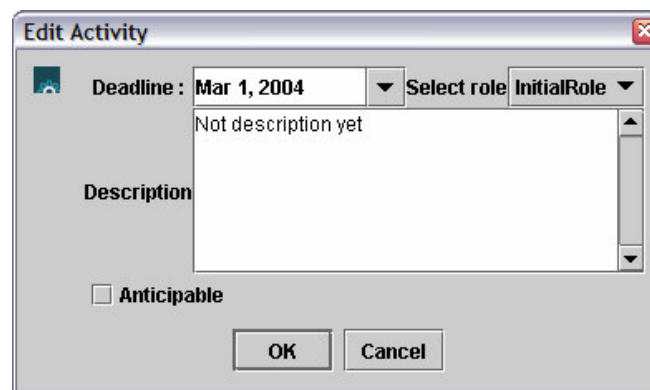 Edit Activity
Deadline : Mar 1, 2004 Select role InitialRole
Not description yet
Description
Anticipable
OK Cancel